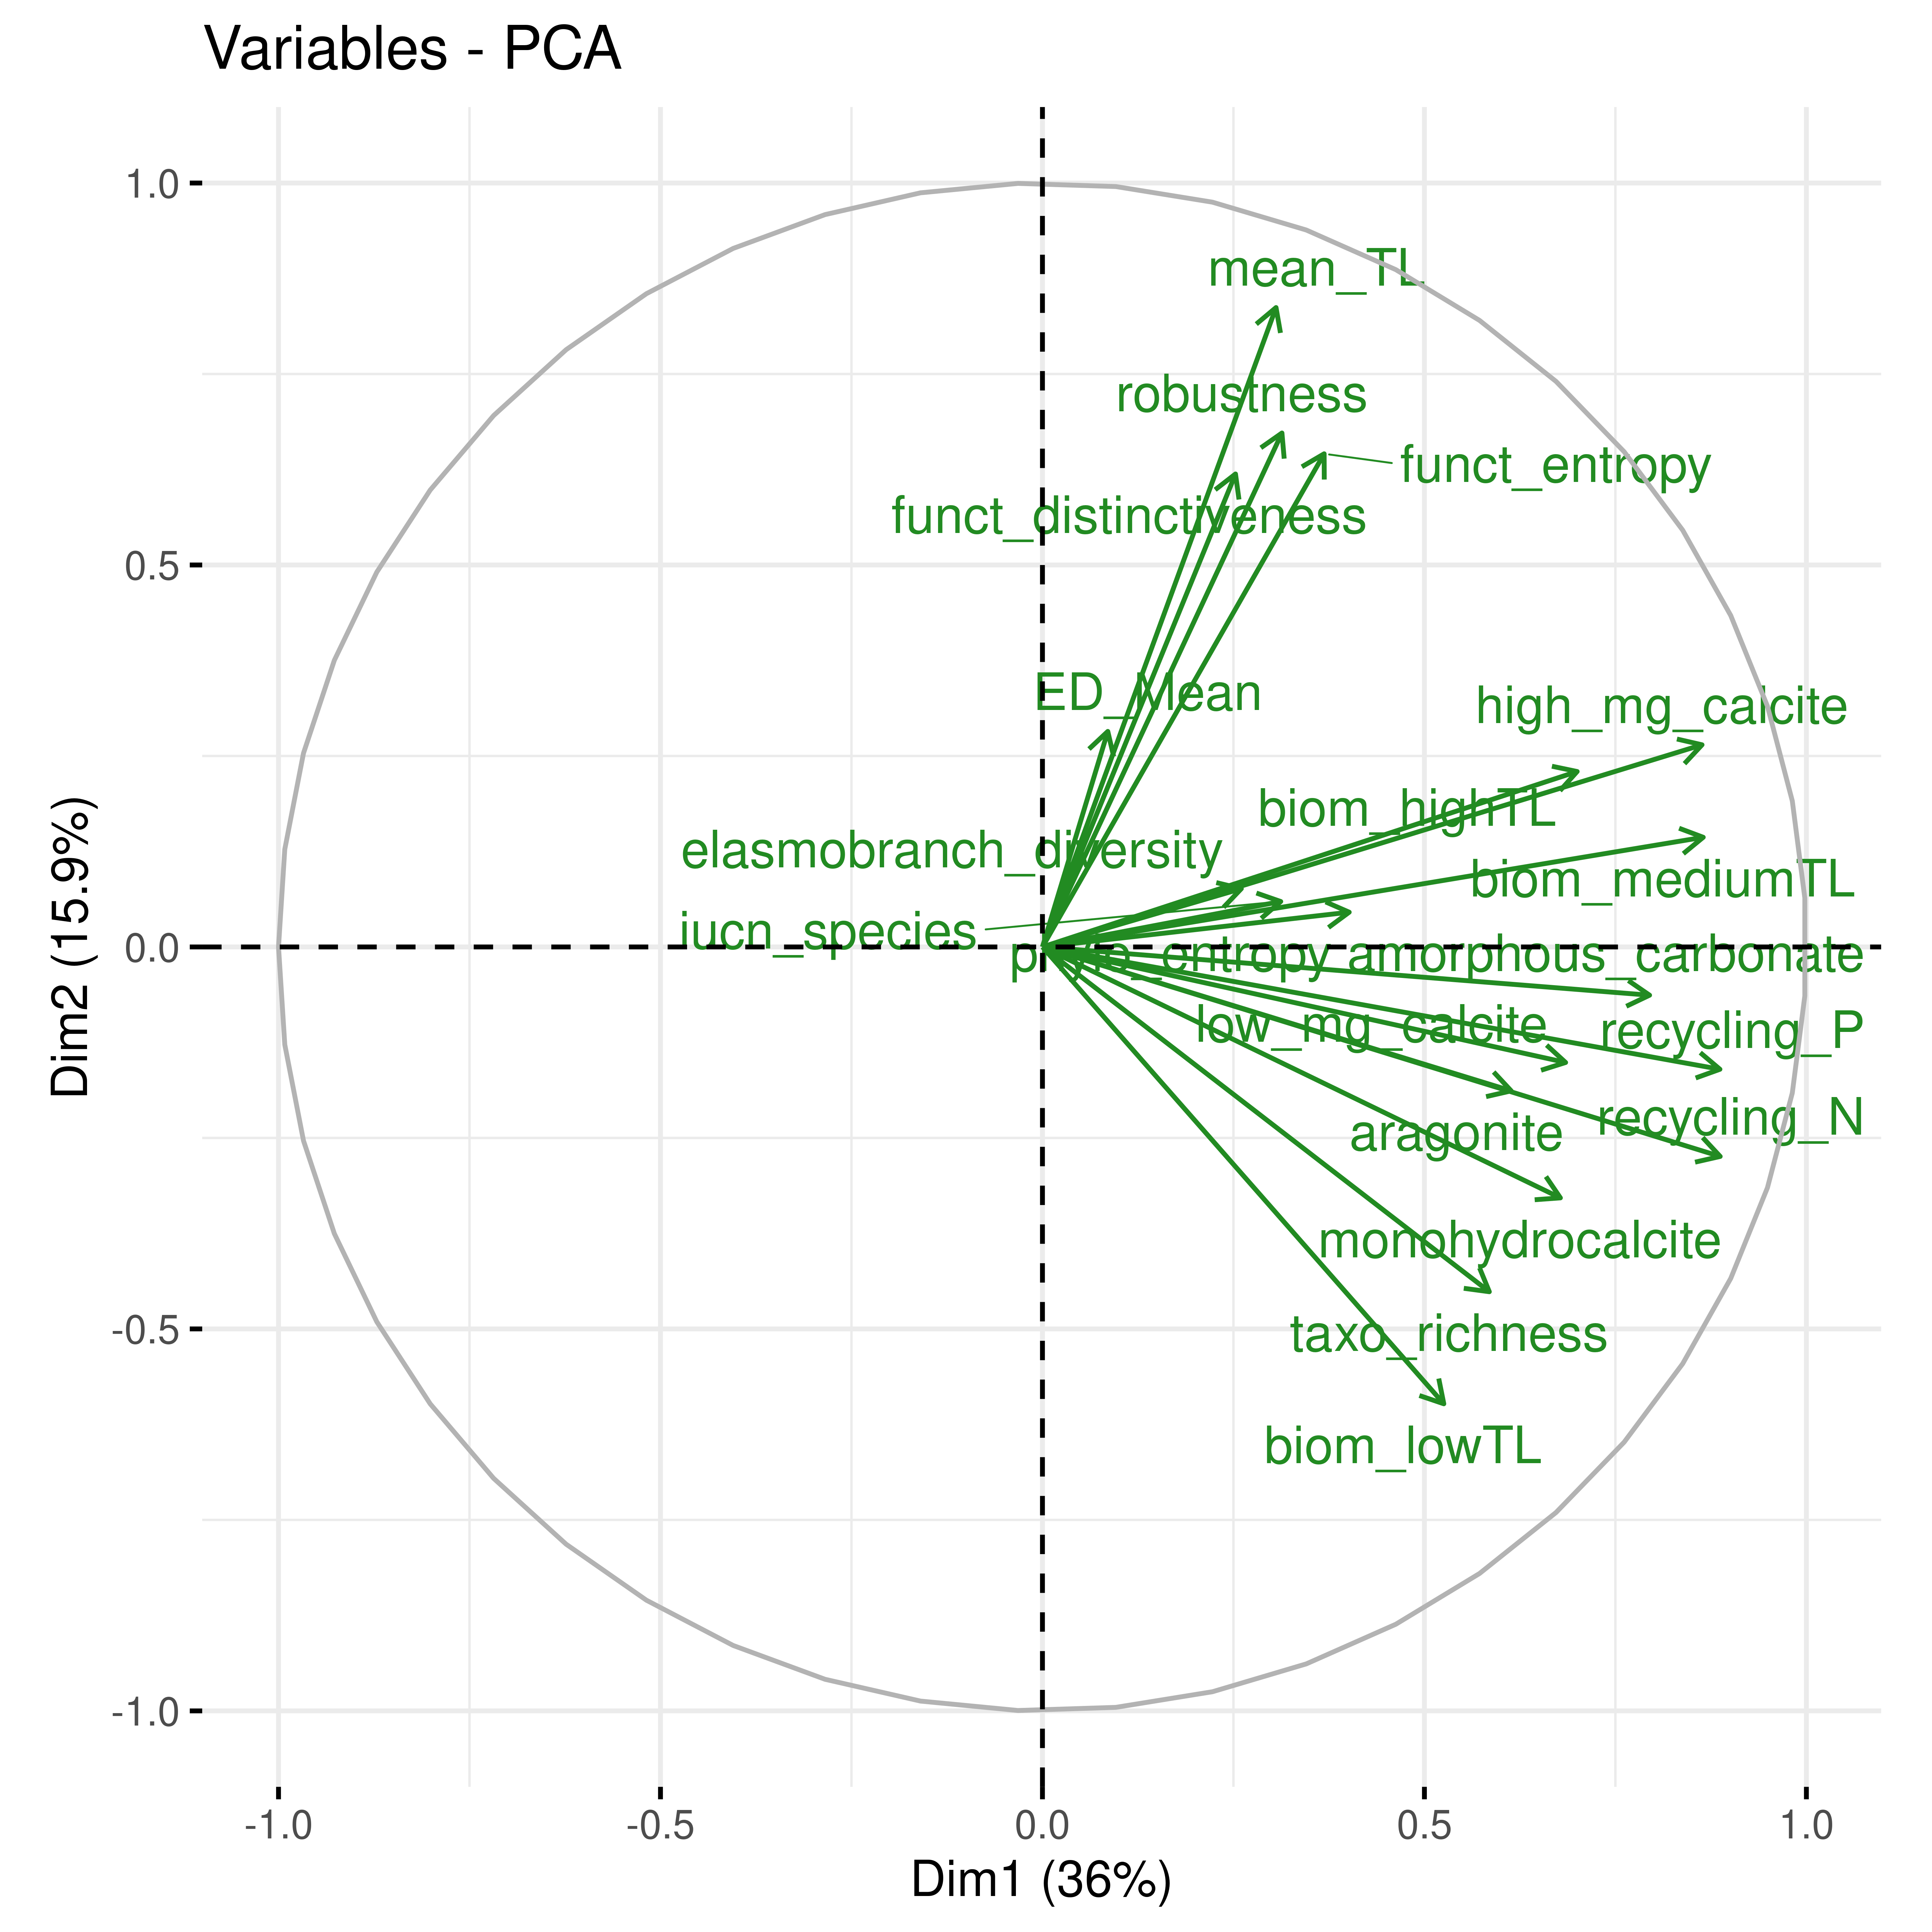 Variables - PCA
1.0
mean_TL
robustness
funct_entropy
funct_distinctiveness
0.5
ED_Mean
high_mg_calcite
biom_highTL
elasmobranch_diversity
biom_mediumTL
iucn_species
0.0
amorphous_carbonate
low_mg_calcite
recycling_P
recycling_N
aragonite
monohydrocalcite
-0.5
taxo_richness
biom_lowTL
-1.0
-1.0
-0.5
0.0
0.5
1.0
Dim1 (36%)
Dim2 (15.9%)